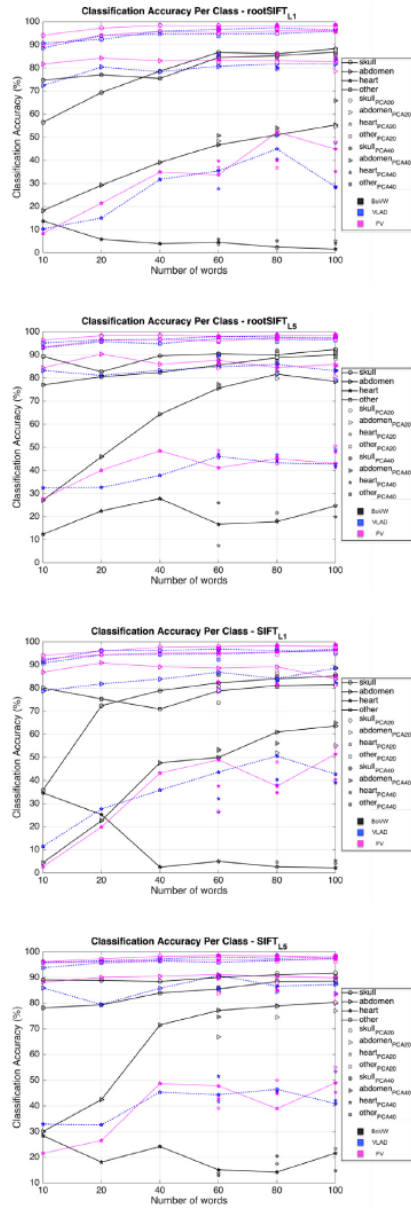 Classification Accuracy Per Class - rootSIFT_L1
Classification Accuracy (%)
100
90
80
70
60
50
40
30
20
10
0
10 20 40 60 80 100
Number of words
skull
abdomen
heart
other
skull_PCA20
abdomen_PCA20
heart_PCA20
other_PCA20
skull_PCA40
abdomen_PCA40
heart_PCA40
other_PCA40
BoVW
VLAD
FV
Classification Accuracy Per Class - rootSIFT_L5
Classification Accuracy (%)
100
90
80
70
60
50
40
30
20
10
0
10 20 40 60 80 100
Number of words
skull
abdomen
heart
other
skull_PCA20
abdomen_PCA20
heart_PCA20
other_PCA20
skull_PCA40
abdomen_PCA40
heart_PCA40
other_PCA40
BoVW
VLAD
FV
Classification Accuracy Per Class - SIFT_L1
Classification Accuracy (%)
100
90
80
70
60
50
40
30
20
10
0
10 20 40 60 80 100
Number of words
skull
abdomen
heart
other
skull_PCA20
abdomen_PCA20
heart_PCA20
other_PCA20
skull_PCA40
abdomen_PCA40
heart_PCA40
other_PCA40
BoVW
VLAD
FV
Classification Accuracy Per Class - SIFT_L5
Classification Accuracy (%)
100
90
80
70
60
50
40
30
20
10
0
10 20 40 60 80 100
Number of words
skull
abdomen
heart
other
skull_PCA20
abdomen_PCA20
heart_PCA20
other_PCA20
skull_PCA40
abdomen_PCA40
heart_PCA40
other_PCA40
BoVW
VLAD
FV